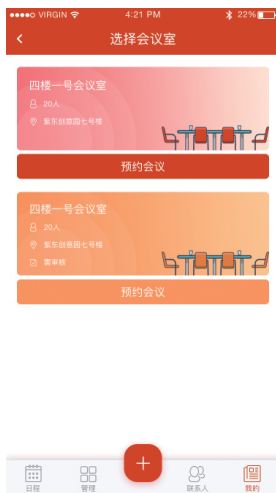 VIRGIN 4:21 PM 22%
选择会议室
四楼一号会议室
20人
紫东创意园七号楼
预约会议
四楼一号会议室
20人
紫东创意园七号楼
需审核
预约会议
日程 管理 联系人 我的